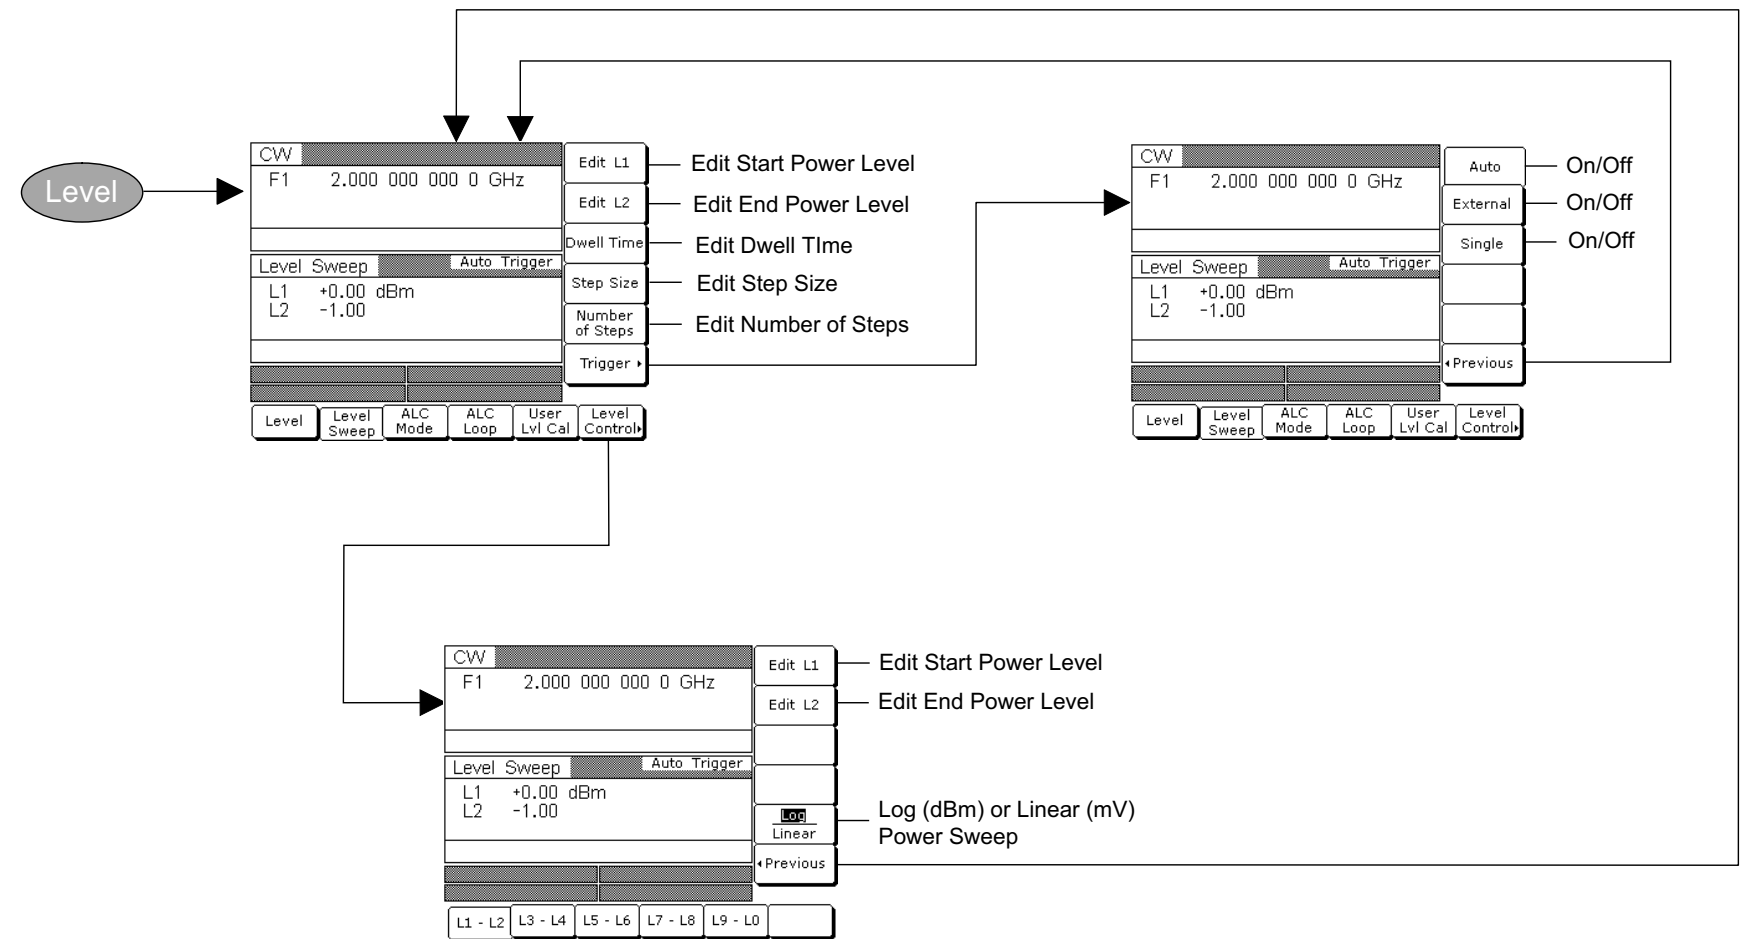 Level
CW
F1 2.000 000 000 0 GHz
Level Sweep Auto Trigger
L1 +0.00 dBm
L2 -1.00
Edit L1
Edit L2
Dwell Time
Step Size
Number
of Steps
Trigger
Edit Start Power Level
Edit End Power Level
Edit Dwell TIme
Edit Step Size
Edit Number of Steps
Level
Level
Sweep
ALC
Mode
ALC
Loop
User
Lvl Cal
Level
Control
CW
F1 2.000 000 000 0 GHz
Level Sweep Auto Trigger
L1 +0.00 dBm
L2 -1.00
Auto
External
Single
Previous
On/Off
On/Off
On/Off
Level
Level
Sweep
ALC
Mode
ALC
Loop
User
Lvl Cal
Level
Control
CW
F1 2.000 000 000 0 GHz
Level Sweep Auto Trigger
L1 +0.00 dBm
L2 -1.00
Edit L1
Edit L2
Log
Linear
Previous
Edit Start Power Level
Edit End Power Level
Log (dBm) or Linear (mV)
Power Sweep
L1 - L2
L3 - L4
L5 - L6
L7 - L8
L9 - L0